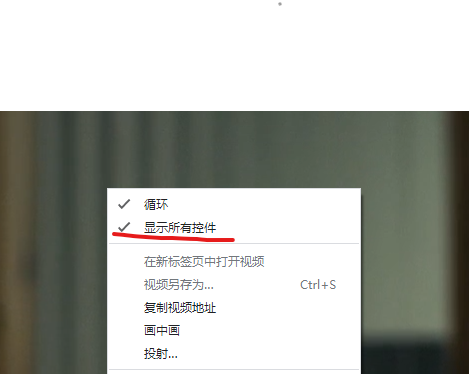 循环
显示所有控件
在新标签页中打开视频
视频另存为... Ctrl+S
复制视频地址
画中画
投射...